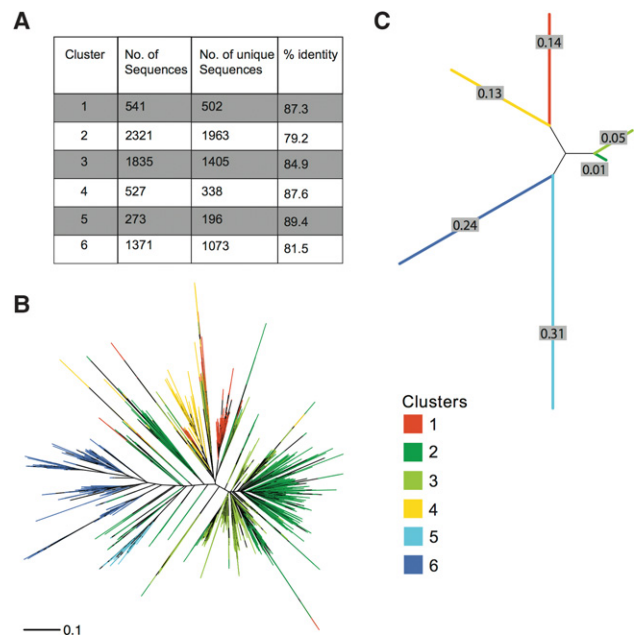 A
Cluster No. of Sequences No. of unique Sequences % identity
1 541 502 87.3
2 2321 1963 79.2
3 1835 1405 84.9
4 527 338 87.6
5 273 196 89.4
6 1371 1073 81.5
B
0.1
C
0.14
0.13
0.05
0.01
0.24
0.31
Clusters
1
2
3
4
5
6